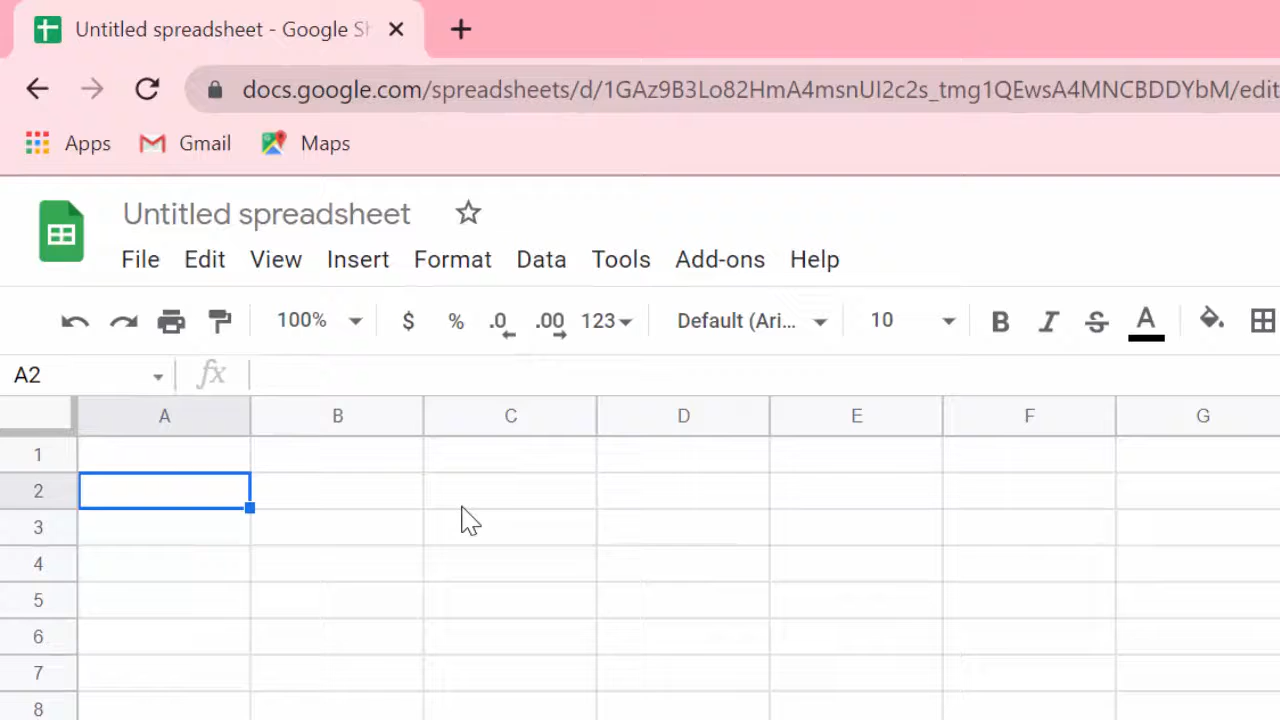 Untitled spreadsheet - Google Sh
docs.google.com/spreadsheets/d/1GAz9B3Lo82HmA4msnUI2c2s_tmg1QEwsA4MNCBDDYbM/edit
Apps Gmail Maps
Untitled spreadsheet
File Edit View Insert Format Data Tools Add-ons Help
100% $ % .0 .00 123 Default (Ari... 10 B I S A
A2 fx
A B C D E F G
1
2
3
4
5
6
7
8